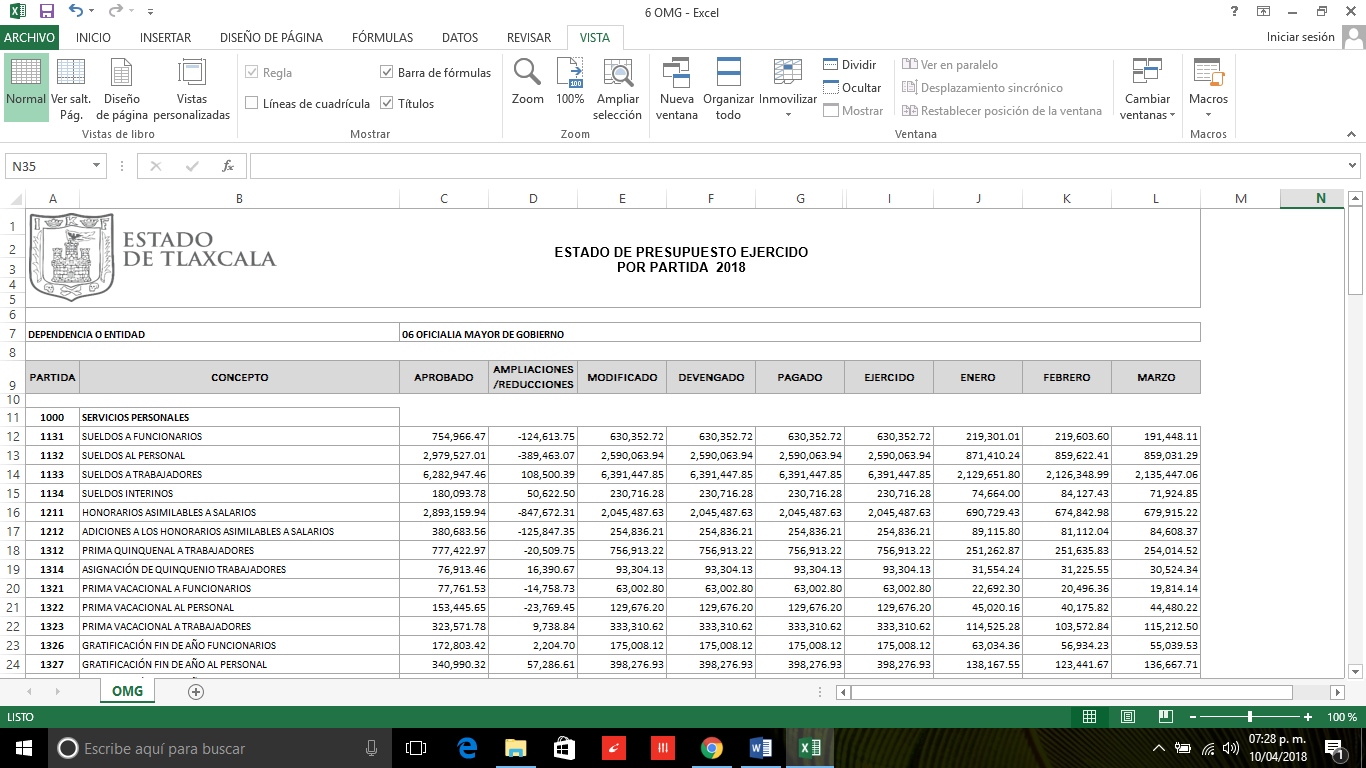 6 OMG - Excel
ARCHIVO INICIO INSERTAR DISEÑO DE PÁGINA FÓRMULAS DATOS REVISAR VISTA Iniciar sesión
Normal Ver salt. Pág. Diseño de página Vistas personalizadas
Vistas de libro
Regla Barra de fórmulas
Líneas de cuadrícula Títulos
Mostrar
Zoom 100% Ampliar selección
Zoom
Nueva ventana Organizar todo Inmovilizar
Dividir
Ocultar
Mostrar
Ver en paralelo
Desplazamiento sincrónico
Restablecer posición de la ventana
Ventana
Cambiar ventanas
Macros
Macros
N35 fx
A B C D E F G I J K L M N
ESTADO DE TLAXCALA
ESTADO DE PRESUPUESTO EJERCIDO
POR PARTIDA 2018
1
2
3
4
5
6
7 DEPENDENCIA O ENTIDAD 06 OFICIALIA MAYOR DE GOBIERNO
8
9 PARTIDA CONCEPTO APROBADO AMPLIACIONES /REDUCCIONES MODIFICADO DEVENGADO PAGADO EJERCIDO ENERO FEBRERO MARZO
10
11 1000 SERVICIOS PERSONALES
12 1131 SUELDOS A FUNCIONARIOS 754,966.47 -124,613.75 630,352.72 630,352.72 630,352.72 630,352.72 219,301.01 219,603.60 191,448.11
13 1132 SUELDOS AL PERSONAL 2,979,527.01 -389,463.07 2,590,063.94 2,590,063.94 2,590,063.94 2,590,063.94 871,410.24 859,622.41 859,031.29
14 1133 SUELDOS A TRABAJADORES 6,282,947.46 108,500.39 6,391,447.85 6,391,447.85 6,391,447.85 6,391,447.85 2,129,651.80 2,126,348.99 2,135,447.06
15 1134 SUELDOS INTERINOS 180,093.78 50,622.50 230,716.28 230,716.28 230,716.28 230,716.28 74,664.00 84,127.43 71,924.85
16 1211 HONORARIOS ASIMILABLES A SALARIOS 2,893,159.94 -847,672.31 2,045,487.63 2,045,487.63 2,045,487.63 2,045,487.63 690,729.43 674,842.98 679,915.22
17 1212 ADICIONES A LOS HONORARIOS ASIMILABLES A SALARIOS 380,683.56 -125,847.35 254,836.21 254,836.21 254,836.21 254,836.21 89,115.80 81,112.04 84,608.37
18 1312 PRIMA QUINQUENAL A TRABAJADORES 777,422.97 -20,509.75 756,913.22 756,913.22 756,913.22 756,913.22 251,262.87 251,635.83 254,014.52
19 1314 ASIGNACIÓN DE QUINQUENIO TRABAJADORES 76,913.46 16,390.67 93,304.13 93,304.13 93,304.13 93,304.13 31,554.24 31,225.55 30,524.34
20 1321 PRIMA VACACIONAL A FUNCIONARIOS 77,761.53 -14,758.73 63,002.80 63,002.80 63,002.80 63,002.80 22,692.30 20,496.36 19,814.14
21 1322 PRIMA VACACIONAL AL PERSONAL 153,445.65 -23,769.45 129,676.20 129,676.20 129,676.20 129,676.20 45,020.16 40,175.82 44,480.22
22 1323 PRIMA VACACIONAL A TRABAJADORES 323,571.78 9,738.84 333,310.62 333,310.62 333,310.62 333,310.62 114,525.28 103,572.84 115,212.50
23 1326 GRATIFICACIÓN FIN DE AÑO FUNCIONARIOS 172,803.42 2,204.70 175,008.12 175,008.12 175,008.12 175,008.12 63,034.36 56,934.23 55,039.53
24 1327 GRATIFICACIÓN FIN DE AÑO AL PERSONAL 340,990.32 57,286.61 398,276.93 398,276.93 398,276.93 398,276.93 138,167.55 123,441.67 136,667.71
OMG
LISTO 100 %
Escribe aquí para buscar
07:28 p. m.
10/04/2018
1